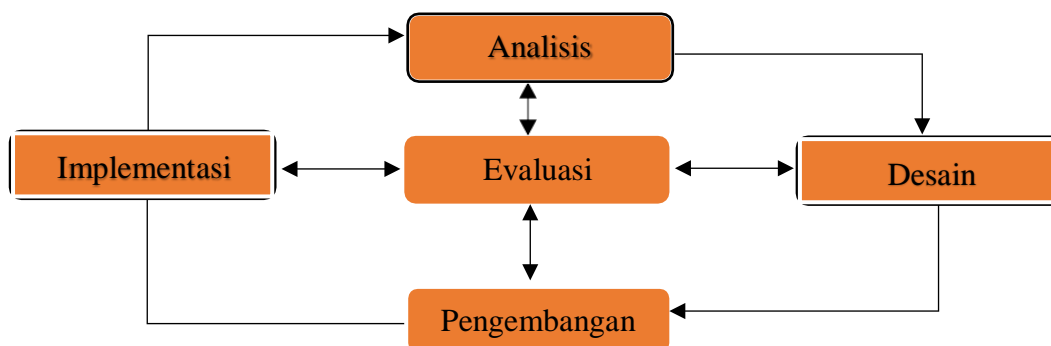 Analisis
Implementasi
Evaluasi
Desain
Pengembangan